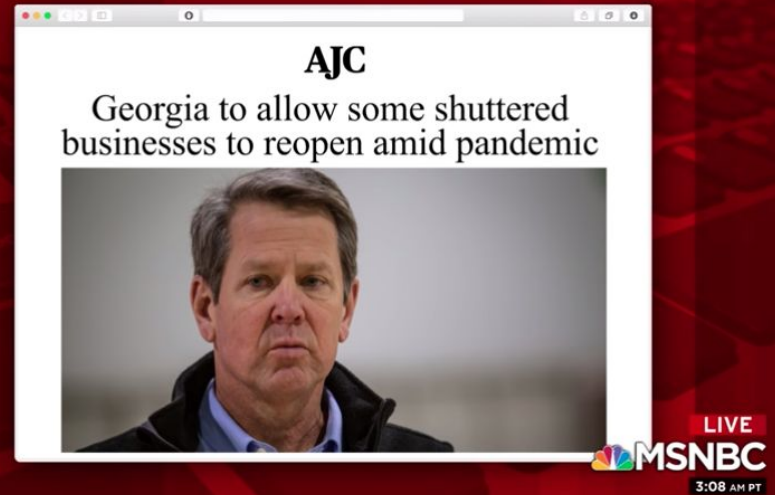 AJC
Georgia to allow some shuttered
businesses to reopen amid pandemic
LIVE
MSNBC
3:08 AM PT